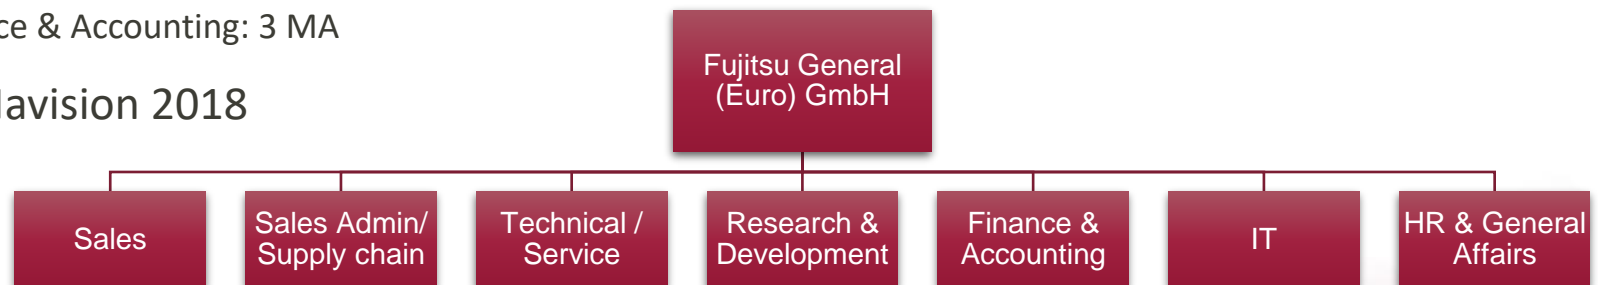 ce & Accounting: 3 MA
avision 2018
Fujitsu General
(Euro) GmbH
Sales
Sales Admin/
Supply chain
Technical /
Service
Research &
Development
Finance &
Accounting
IT
HR & General
Affairs